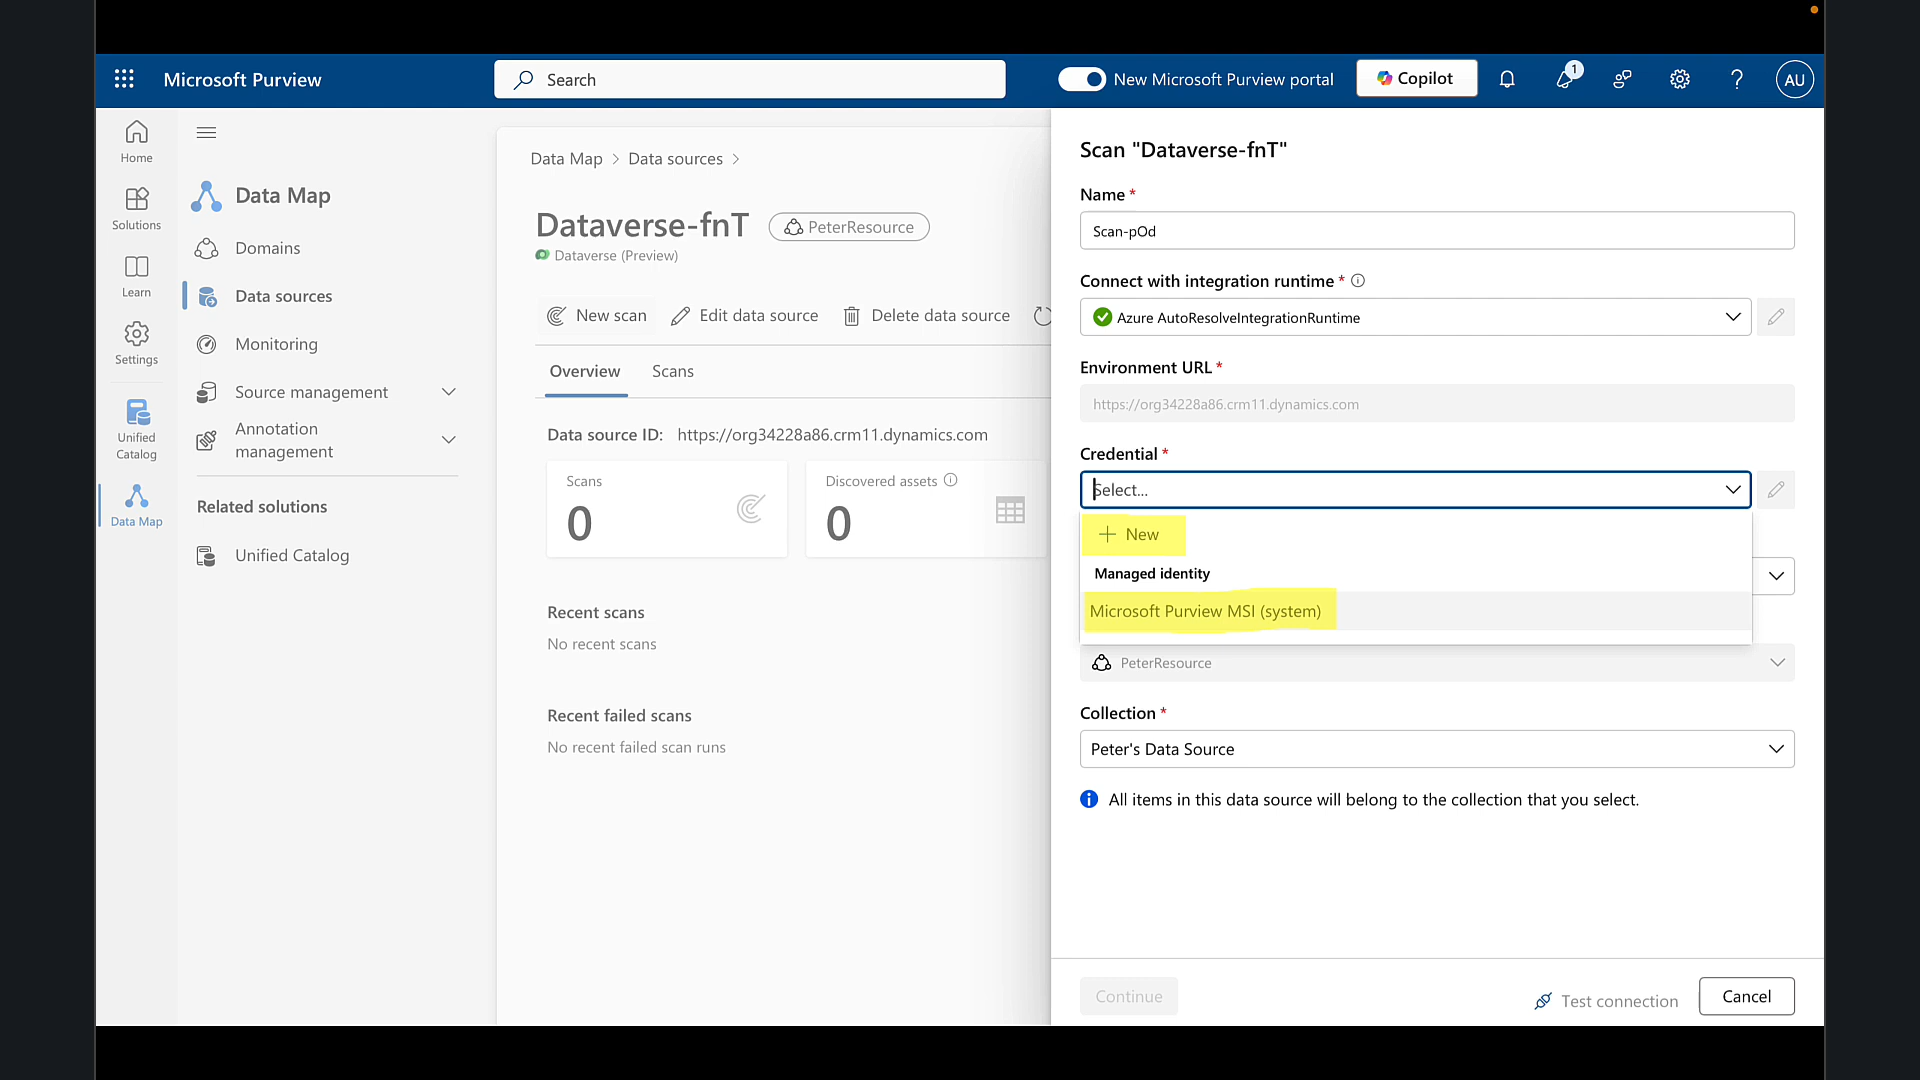 Microsoft Purview
Search
New Microsoft Purview portal
Copilot
1
?
AU
Home
Solutions
Learn
Settings
Unified
Catalog
Data Map
Data Map
Domains
Data sources
Monitoring
Source management
Annotation
management
Related solutions
Unified Catalog
Data Map > Data sources >
Dataverse-fnT
PeterResource
Dataverse (Preview)
New scan
Edit data source
Delete data source
Overview
Scans
Data source ID: https://org34228a86.crm11.dynamics.com
Scans
0
Discovered assets
0
Recent scans
No recent scans
Recent failed scans
No recent failed scan runs
Scan "Dataverse-fnT"
Name *
Scan-pOd
Connect with integration runtime *
Azure AutoResolveIntegrationRuntime
Environment URL *
https://org34228a86.crm11.dynamics.com
Credential *
Select...
+ New
Managed identity
Microsoft Purview MSI (system)
PeterResource
Collection *
Peter's Data Source
All items in this data source will belong to the collection that you select.
Continue
Test connection
Cancel